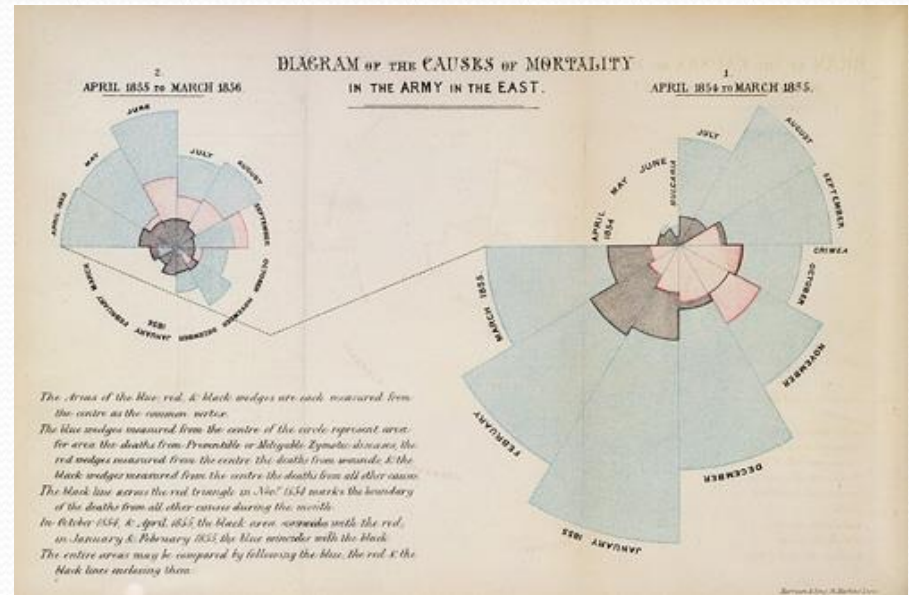 DIAGRAM OF THE CAUSES OF MORTALITY
IN THE ARMY IN THE EAST.
2.
APRIL 1855 TO MARCH 1856
1.
APRIL 1854 TO MARCH 1855.
APRIL 1855
MAY
JUNE
JULY
AUGUST
SEPTEMBER
OCTOBER
NOVEMBER
DECEMBER
JANUARY
1856
FEBRUARY
MARCH
APRIL
1854
MAY
JUNE
BULGARIA
JULY
AUGUST
SEPTEMBER
CRIMEA
OCTOBER
NOVEMBER
DECEMBER
JANUARY 1855
FEBRUARY
MARCH 1855
The Areas of the blue, red, & black wedges are each measured from
the centre as the common vertex.
The blue wedges measured from the centre of the circle represent area
for area the deaths from Preventible or Mitigable Zymotic diseases, the
red wedges measured from the centre the deaths from wounds, & the
black wedges measured from the centre the deaths from all other causes.
The black line across the red triangle in Novr. 1854 marks the boundary
of the deaths from all other causes during the month.
In October 1854, & April 1855, the black area coincides with the red,
in January & February 1855, the blue coincides with the black.
The entire areas may be compared by following the blue, the red & the
black lines enclosing them.